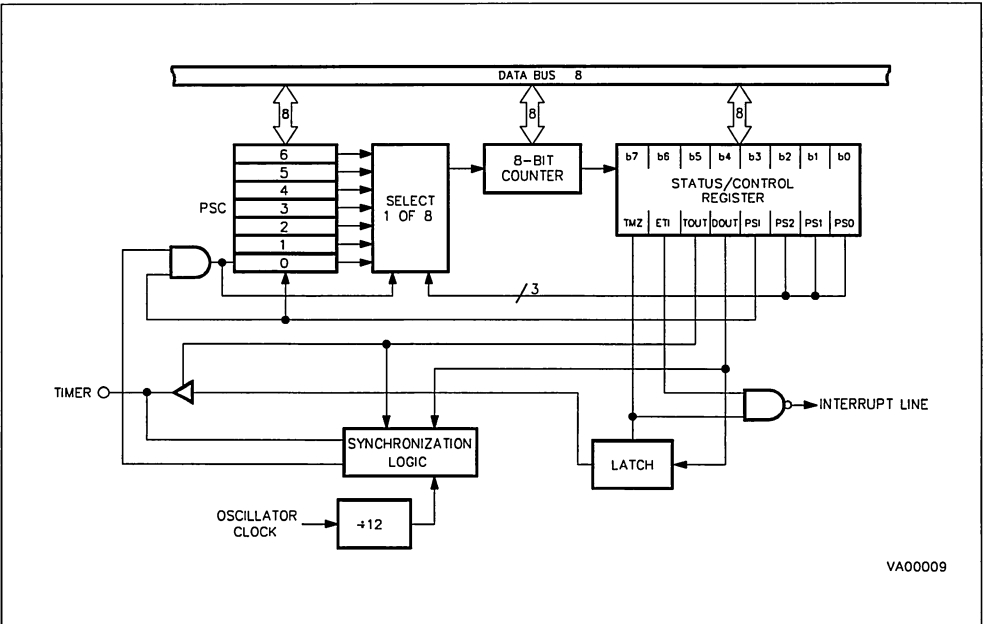 DATA BUS 8
8
8
8
6
5
4
3
2
1
0
PSC
SELECT
1 OF 8
8-BIT
COUNTER
b7 b6 b5 b4 b3 b2 b1 b0
STATUS/CONTROL
REGISTER
TMZ ETI TOUT DOUT PSI PS2 PS1 PS0
3
TIMER
SYNCHRONIZATION
LOGIC
LATCH
INTERRUPT LINE
OSCILLATOR
CLOCK
÷12
VA00009